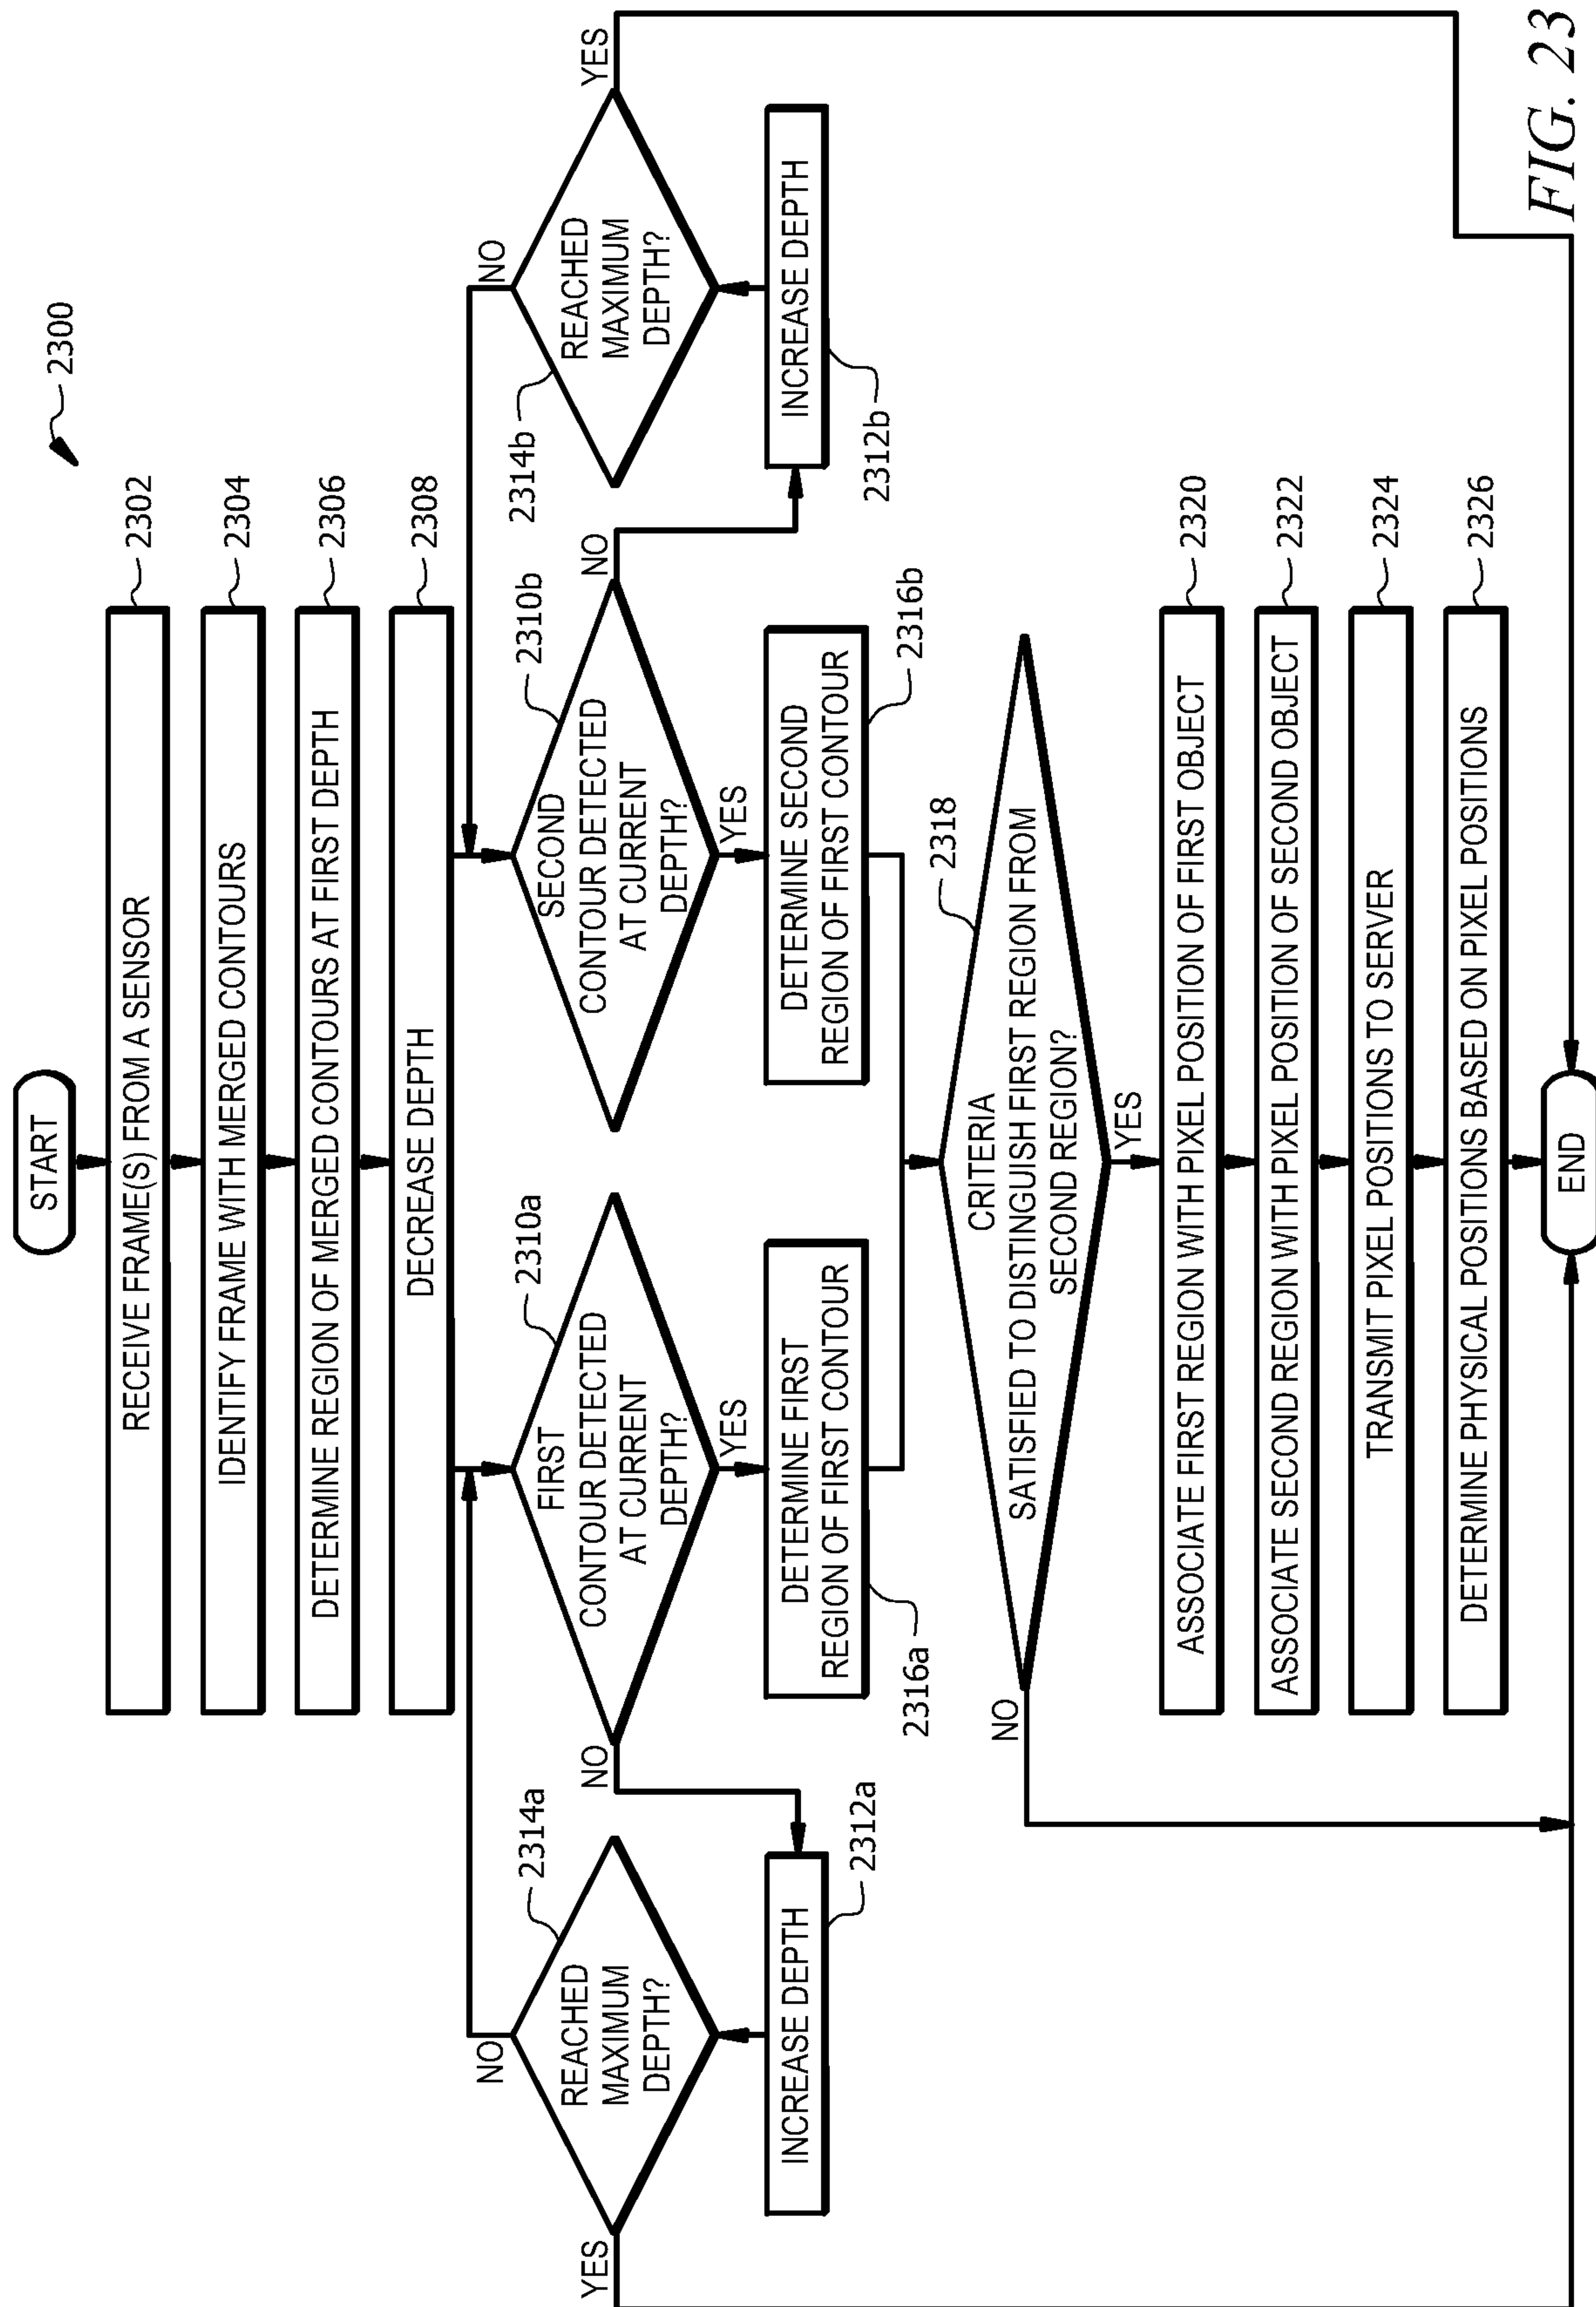 2300
START
RECEIVE FRAME(S) FROM A SENSOR
2302
IDENTIFY FRAME WITH MERGED CONTOURS
2304
DETERMINE REGION OF MERGED CONTOURS AT FIRST DEPTH
2306
DECREASE DEPTH
2308
NO
REACHED
MAXIMUM
DEPTH?
2314a
YES
INCREASE DEPTH
2312a
FIRST
CONTOUR DETECTED
AT CURRENT
DEPTH?
2310a
NO
YES
DETERMINE FIRST
REGION OF FIRST CONTOUR
2316a
SECOND
CONTOUR DETECTED
AT CURRENT
DEPTH?
2310b
NO
YES
DETERMINE SECOND
REGION OF FIRST CONTOUR
2316b
NO
REACHED
MAXIMUM
DEPTH?
2314b
YES
INCREASE DEPTH
2312b
CRITERIA
SATISFIED TO DISTINGUISH FIRST REGION FROM
SECOND REGION?
2318
NO
YES
ASSOCIATE FIRST REGION WITH PIXEL POSITION OF FIRST OBJECT
2320
ASSOCIATE SECOND REGION WITH PIXEL POSITION OF SECOND OBJECT
2322
TRANSMIT PIXEL POSITIONS TO SERVER
2324
DETERMINE PHYSICAL POSITIONS BASED ON PIXEL POSITIONS
2326
END
FIG. 23